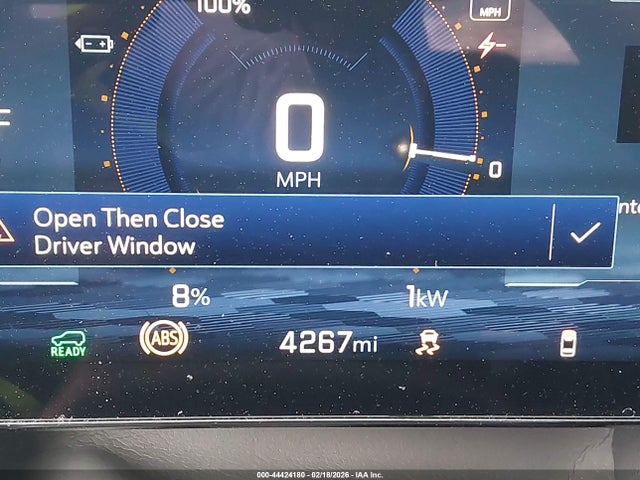 100%
MPH
0
MPH
0
Open Then Close
Driver Window
8%
1kW
READY
ABS
4267mi
000-44424180 - 02/18/2026 - IAA Inc.